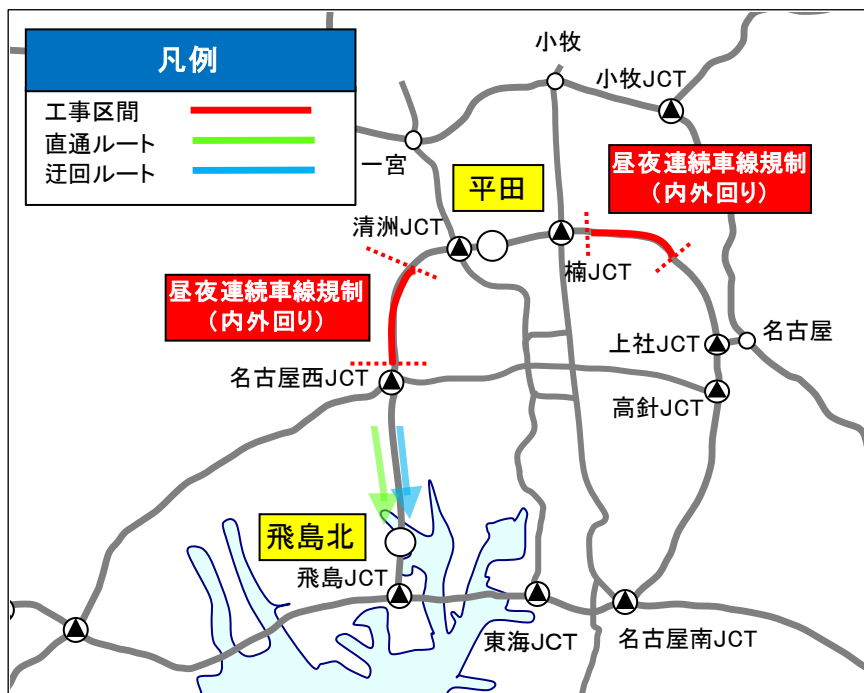 凡例
工事区間
直通ルート
迂回ルート
小牧
小牧JCT
一宮
平田
昼夜連続車線規制
(内外回り)
清洲JCT
楠JCT
昼夜連続車線規制
(内外回り)
名古屋
上社JCT
名古屋西JCT
高針JCT
飛島北
飛島JCT
東海JCT
名古屋南JCT